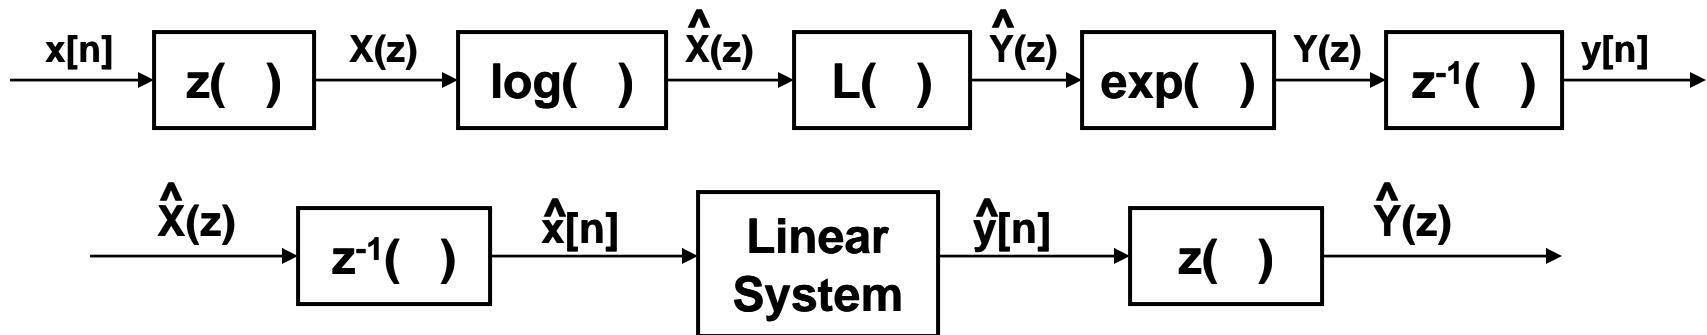 x[n] z( ) X(z) log( ) X̂(z) L( ) Ŷ(z) exp( ) Y(z) z⁻¹( ) y[n]
X̂(z) z⁻¹( ) x̂[n] Linear System ŷ[n] z( ) Ŷ(z)